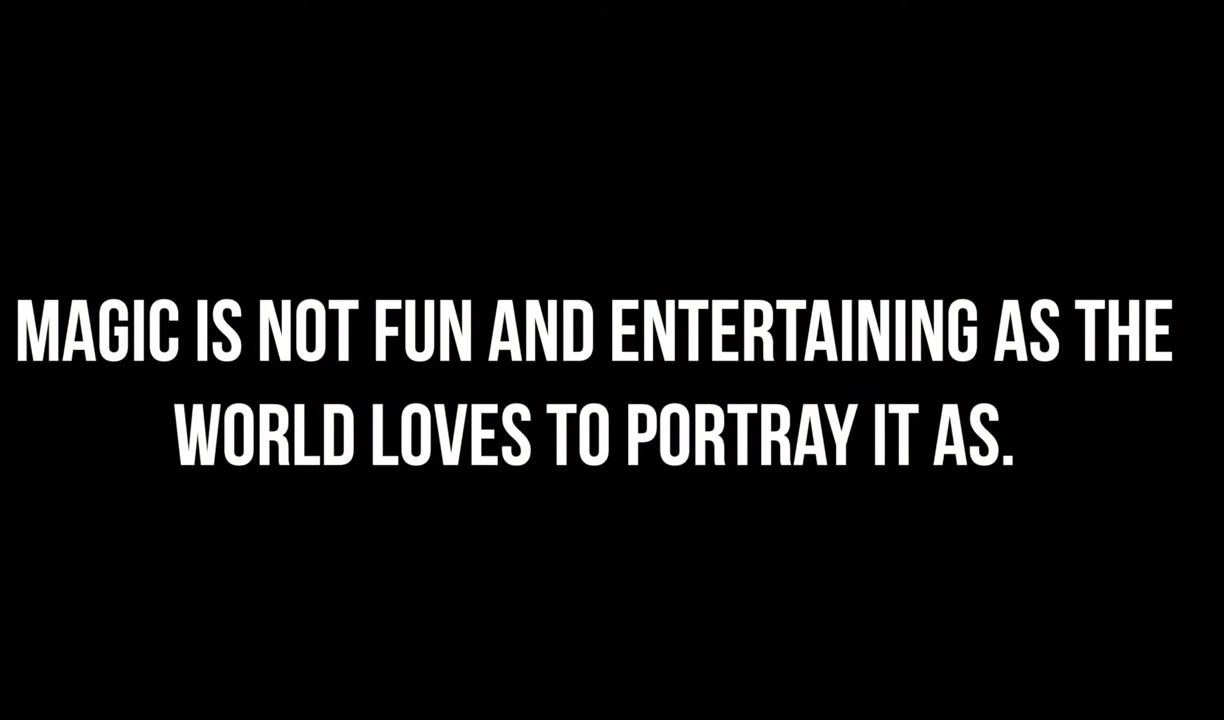 MAGIC IS NOT FUN AND ENTERTAINING AS THE
WORLD LOVES TO PORTRAY IT AS.